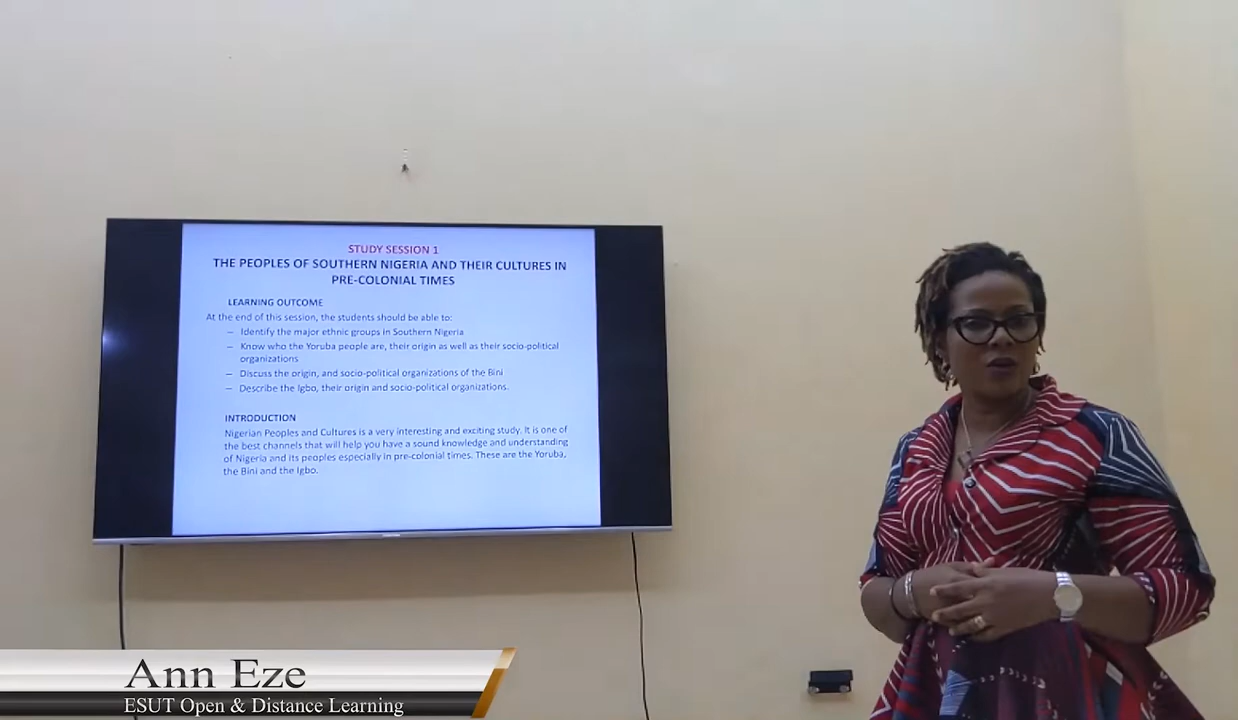 STUDY SESSION 1
THE PEOPLES OF SOUTHERN NIGERIA AND THEIR CULTURES IN
PRE-COLONIAL TIMES
LEARNING OUTCOME
At the end of this session, the students should be able to:
– Identify the major ethnic groups in Southern Nigeria
– Know who the Yoruba people are, their origin as well as their socio-political
organizations
– Discuss the origin, and socio-political organizations of the Bini
– Describe the Igbo, their origin and socio-political organizations.
INTRODUCTION
Nigerian Peoples and Cultures is a very interesting and exciting study. It is one of
the best channels that will help you have a sound knowledge and understanding
of Nigeria and its peoples especially in pre-colonial times. These are the Yoruba,
the Bini and the Igbo.
Ann Eze
ESUT Open & Distance Learning